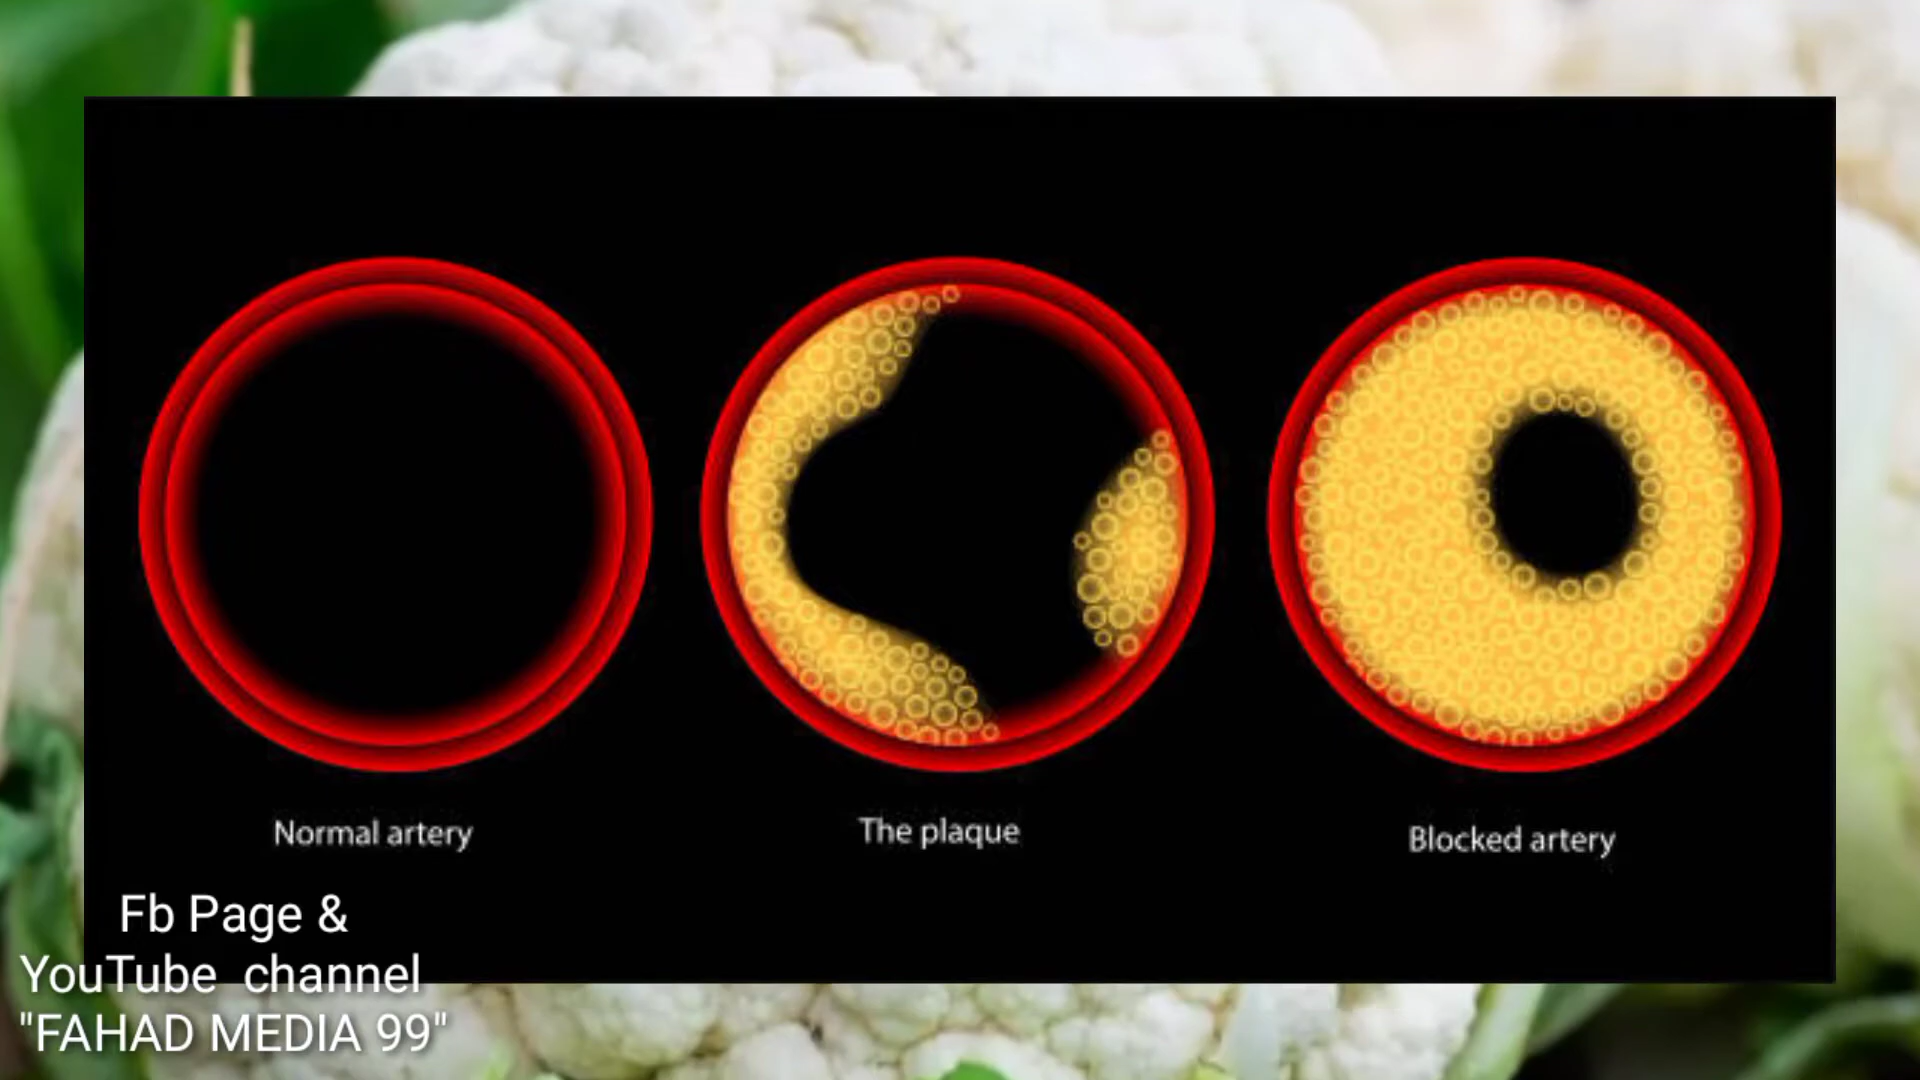 Normal artery
The plaque
Blocked artery
Fb Page &
YouTube channel
"FAHAD MEDIA 99"